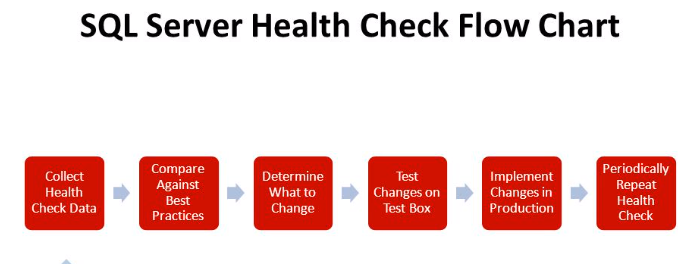 SQL Server Health Check Flow Chart
Collect
Health
Check Data
Compare
Against
Best
Practices
Determine
What to
Change
Test
Changes on
Test Box
Implement
Changes in
Production
Periodically
Repeat
Health
Check